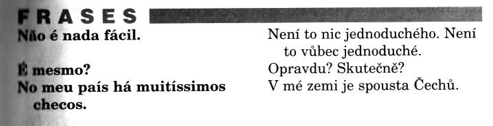 FRASES
Não é nada fácil.
Není to nic jednoduchého. Není
to vůbec jednoduché.
É mesmo?
Opravdu? Skutečně?
No meu país há muitíssimos
checos.
V mé zemi je spousta Čechů.